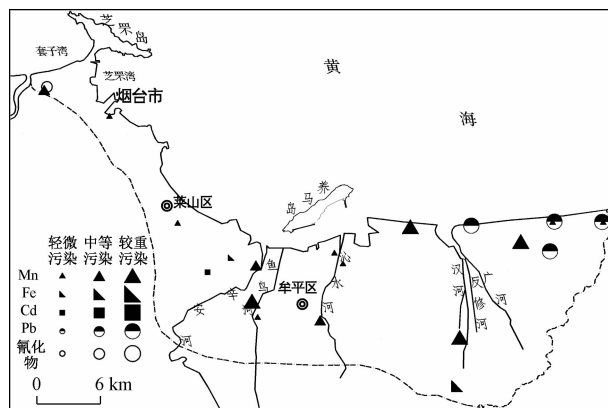 芝罘岛
套子湾
芝罘湾
黄海
烟台市
养马岛
莱山区
轻微污染 中等污染 较重污染
Mn
Fe
Cd
Pb
氰化物
0 6 km
鱼鸟河
辛安河
牟平区
沁水河
汉河
反修河
广河